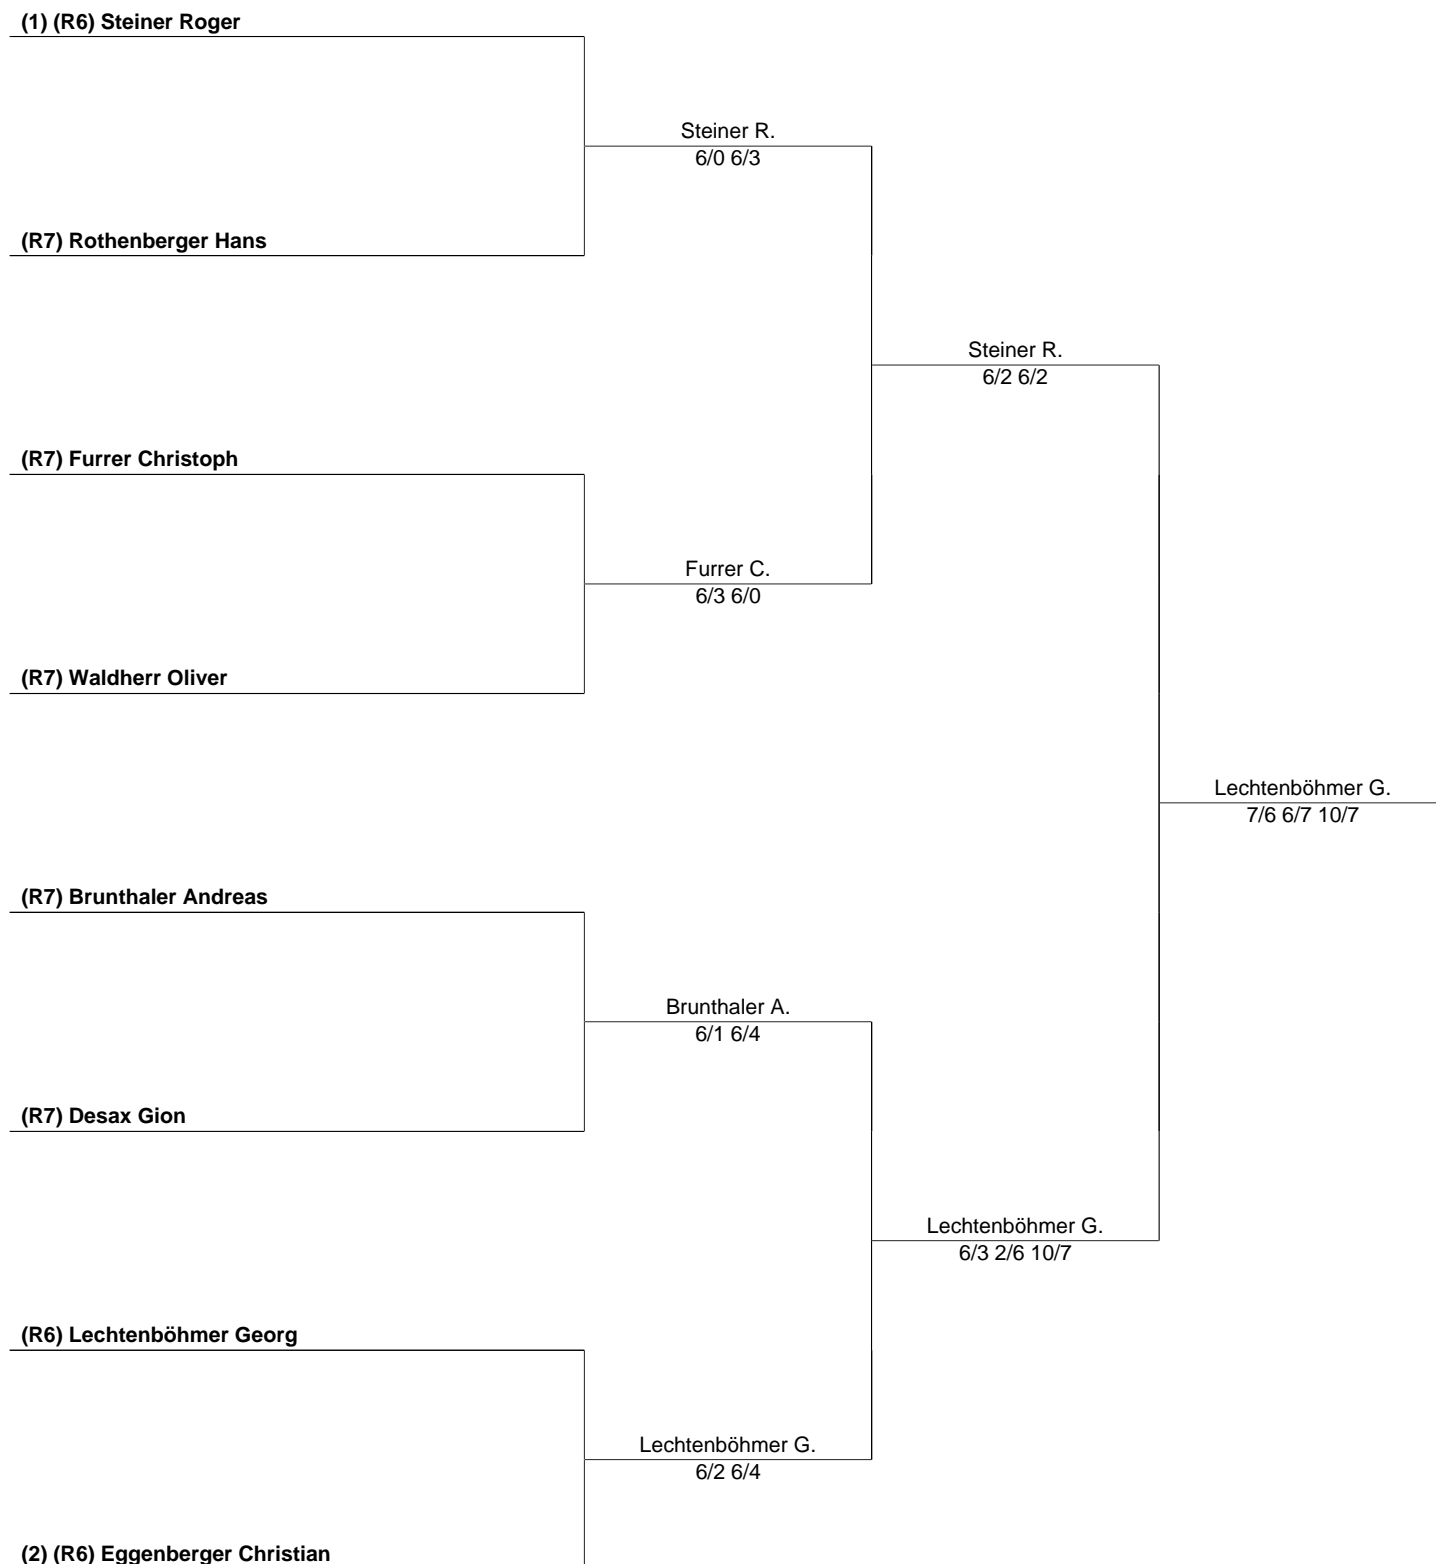 (1) (R6) Steiner Roger
Steiner R.
6/0 6/3
(R7) Rothenberger Hans
Steiner R.
6/2 6/2
(R7) Furrer Christoph
Furrer C.
6/3 6/0
(R7) Waldherr Oliver
Lechtenböhmer G.
7/6 6/7 10/7
(R7) Brunthaler Andreas
Brunthaler A.
6/1 6/4
(R7) Desax Gion
Lechtenböhmer G.
6/3 2/6 10/7
(R6) Lechtenböhmer Georg
Lechtenböhmer G.
6/2 6/4
(2) (R6) Eggenberger Christian